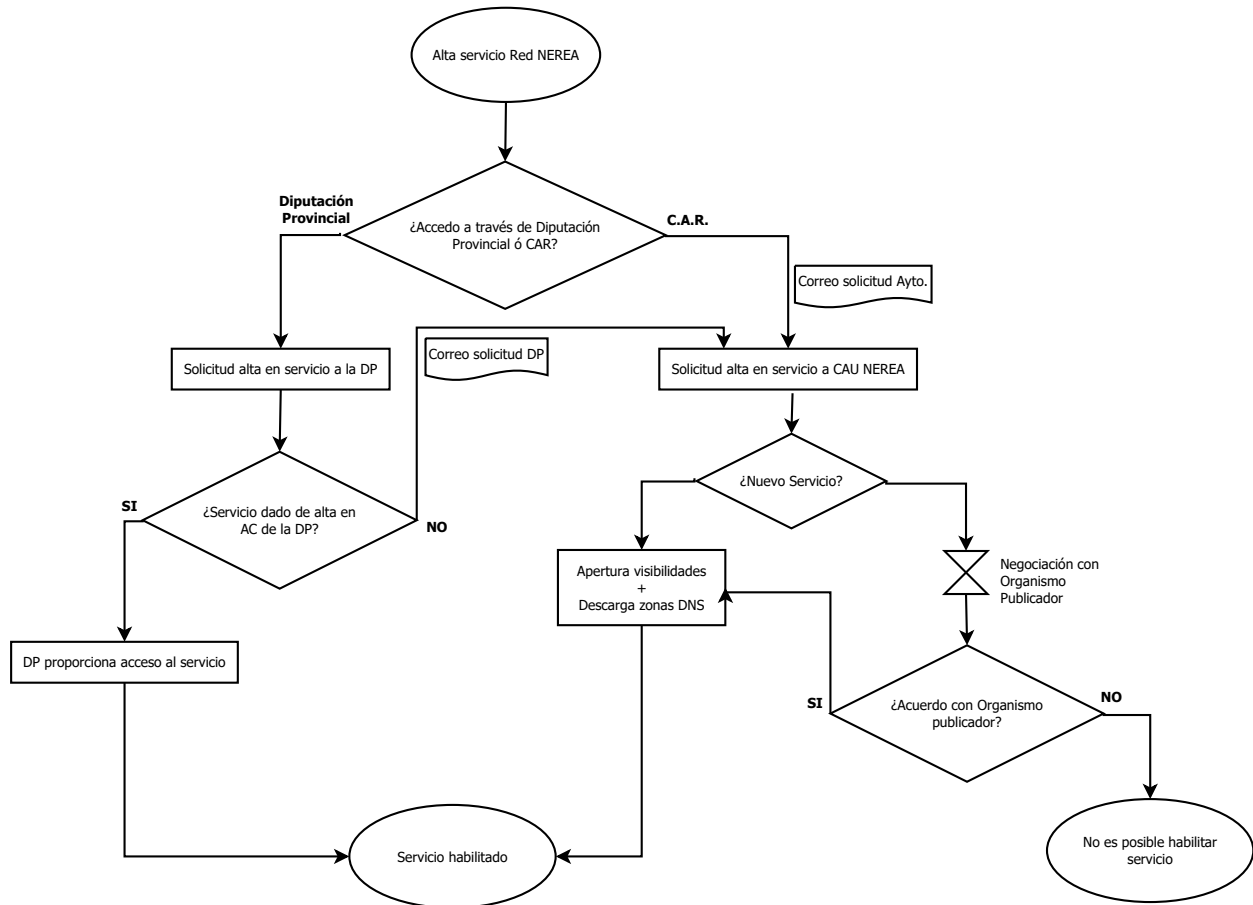 Alta servicio Red NEREA
Diputación
Provincial
¿Accedo a través de Diputación
Provincial ó CAR?
C.A.R.
Correo solicitud Ayto.
Correo solicitud DP
Solicitud alta en servicio a la DP
Solicitud alta en servicio a CAU NEREA
¿Nuevo Servicio?
SI
¿Servicio dado de alta en
AC de la DP?
NO
Apertura visibilidades
+
Descarga zonas DNS
Negociación con
Organismo
Publicador
DP proporciona acceso al servicio
SI
¿Acuerdo con Organismo
publicador?
NO
Servicio habilitado
No es posible habilitar
servicio